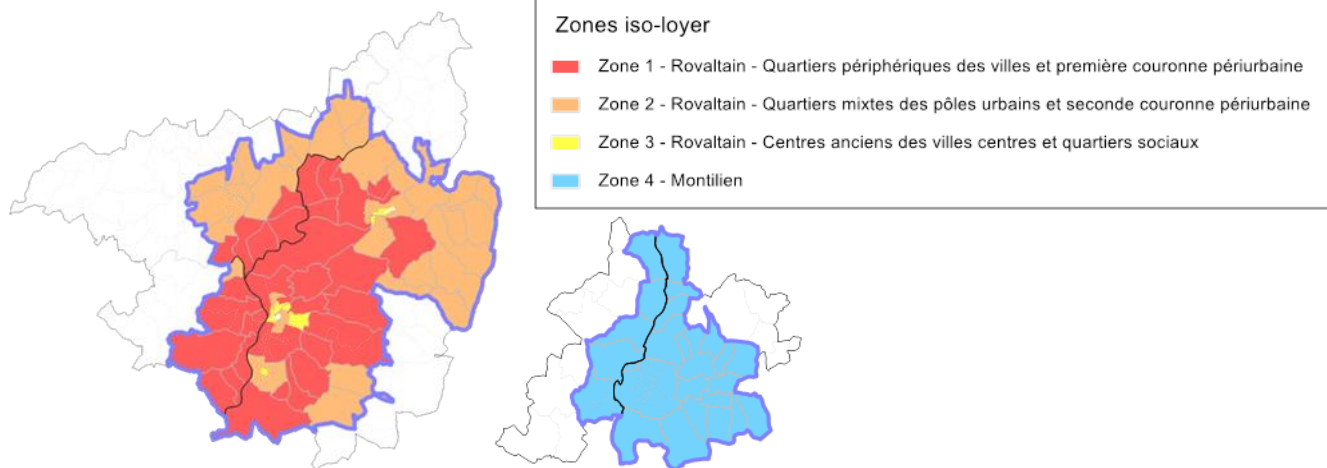 Zones iso-loyer
Zone 1 - Rovaltain - Quartiers périphériques des villes et première couronne périurbaine
Zone 2 - Rovaltain - Quartiers mixtes des pôles urbains et seconde couronne périurbaine
Zone 3 - Rovaltain - Centres anciens des villes centres et quartiers sociaux
Zone 4 - Montilien